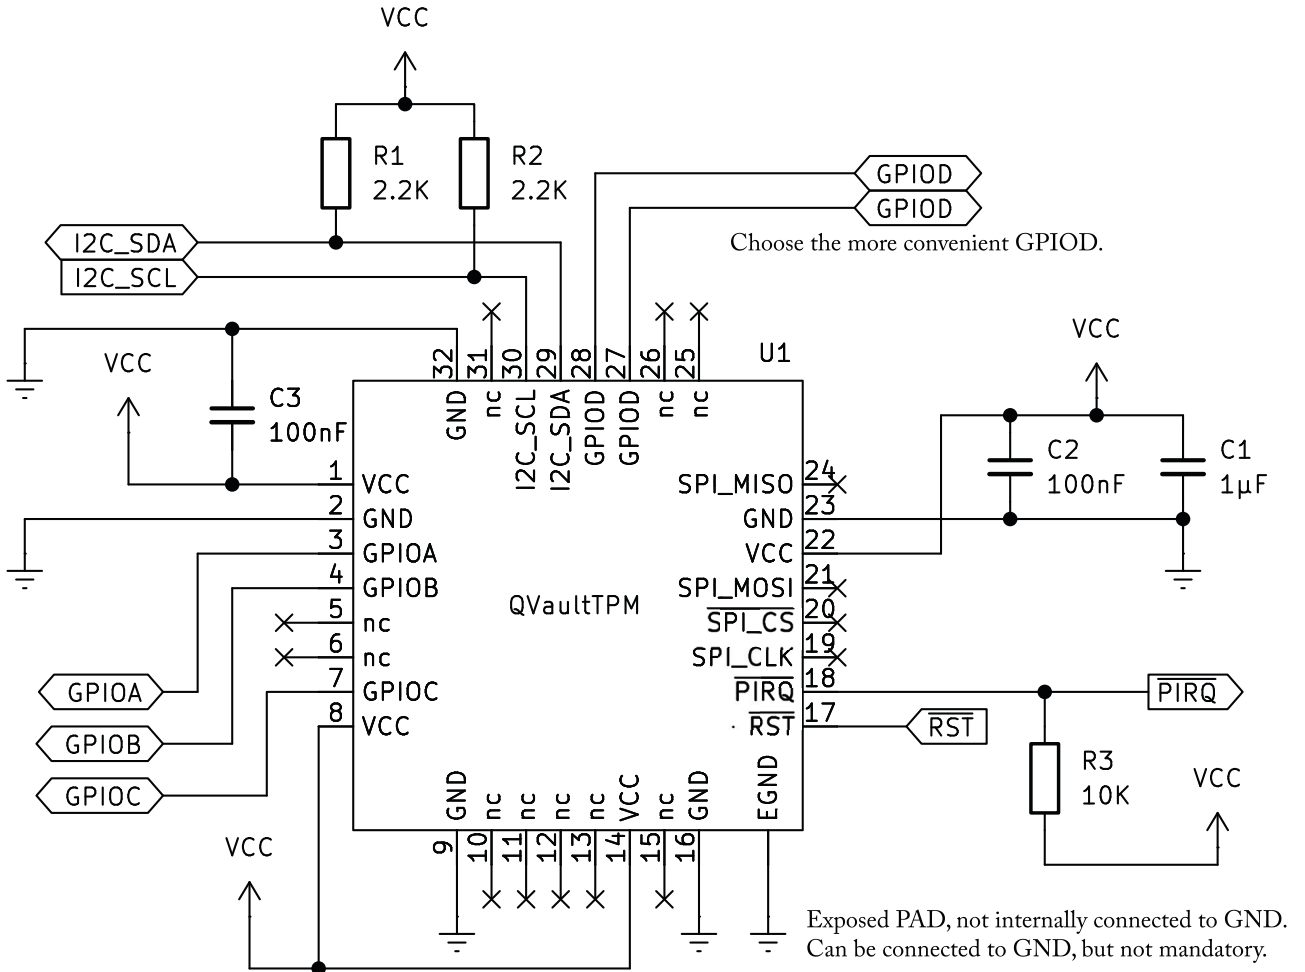 VCC
R1
2.2K
R2
2.2K
GPIOD
GPIOD
Choose the more convenient GPIOD.
I2C_SDA
I2C_SCL
VCC
C3
100nF
32
31
30
29
28
27
26
25
U1
GND
nc
I2C_SCL
I2C_SDA
GPIOD
GPIOD
nc
nc
VCC
C2
100nF
C1
1µF
1
VCC
2
GND
3
GPIOA
4
GPIOB
5
nc
6
nc
7
GPIOC
8
VCC
QVaultTPM
SPI_MISO
24
GND
23
VCC
22
SPI_MOSI
21
SPI_CS
20
SPI_CLK
19
PIRQ
18
RST
17
GPIOA
GPIOB
GPIOC
PIRQ
RST
R3
10K
VCC
GND
nc
nc
nc
nc
VCC
nc
GND
EGND
9
10
11
12
13
14
15
16
VCC
Exposed PAD, not internally connected to GND.
Can be connected to GND, but not mandatory.